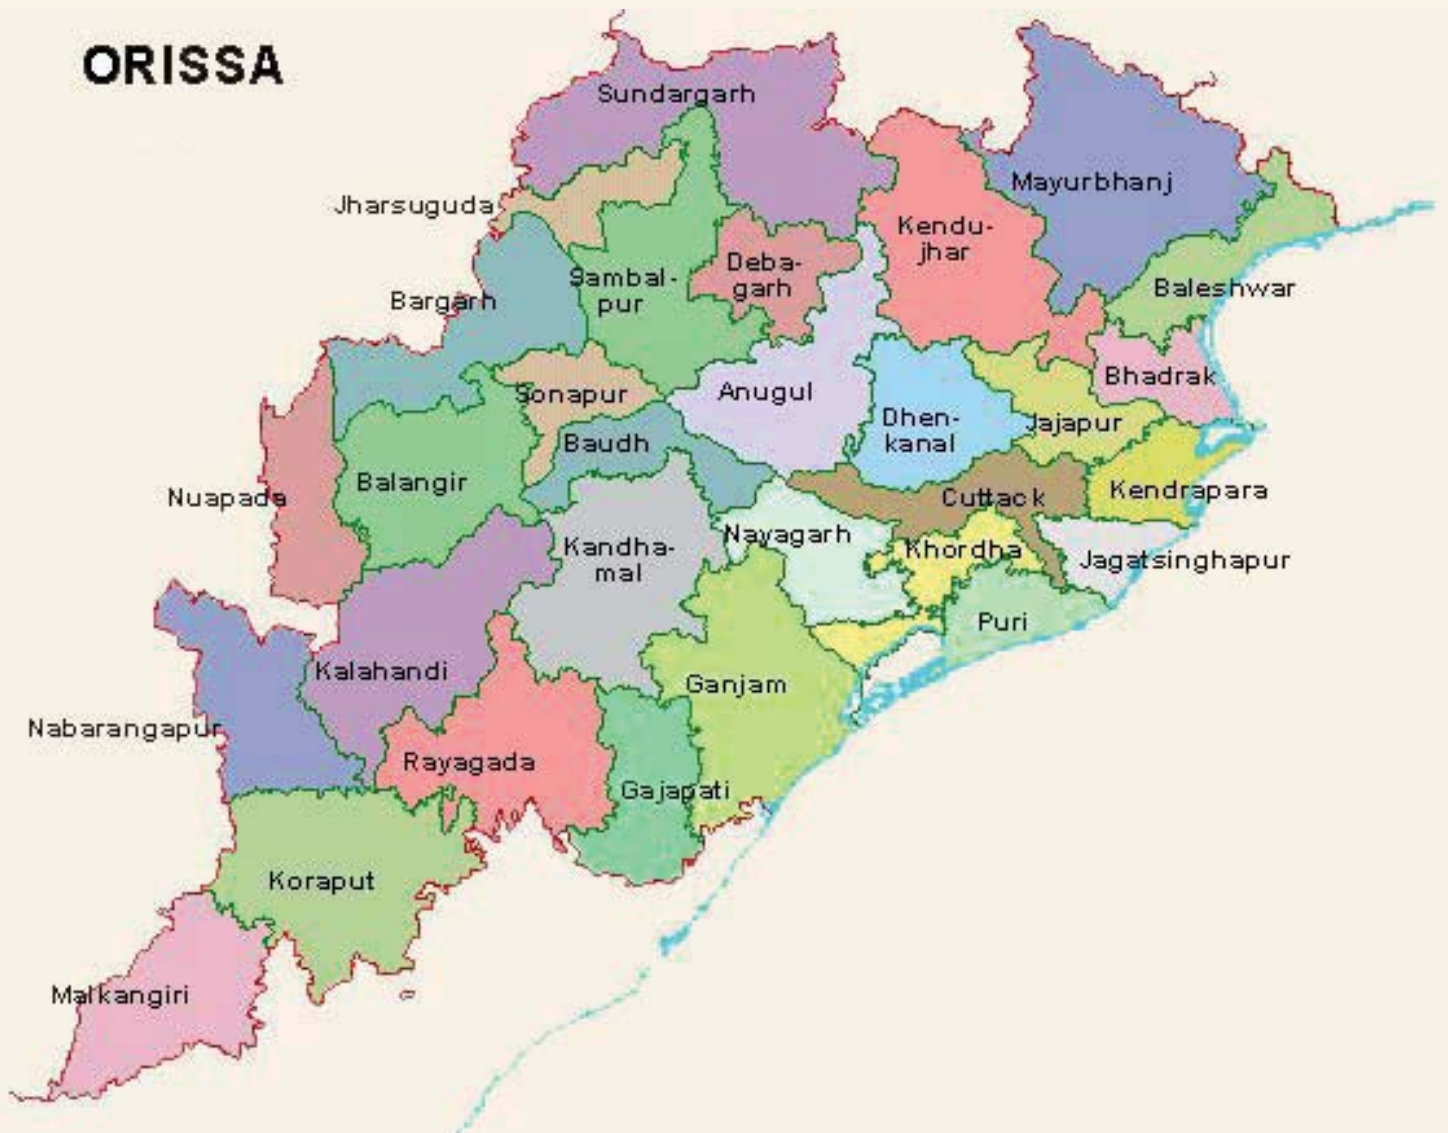 ORISSA
Sundargarh
Mayurbhanj
Jharsuguda
Kendu-
jhar
Deba-
garh
Sambal-
pur
Baleshwar
Bargarh
Bhadrak
Sonapur
Anugul
Dhen-
kanal
Jajapur
Baudh
Balangir
Nuapada
Cuttack
Kendrapara
Nayagarh
Kandha-
mal
Khordha
Jagatsinghapur
Puri
Kalahandi
Ganjam
Nabarangapur
Rayagada
Gajapati
Koraput
Malkangiri